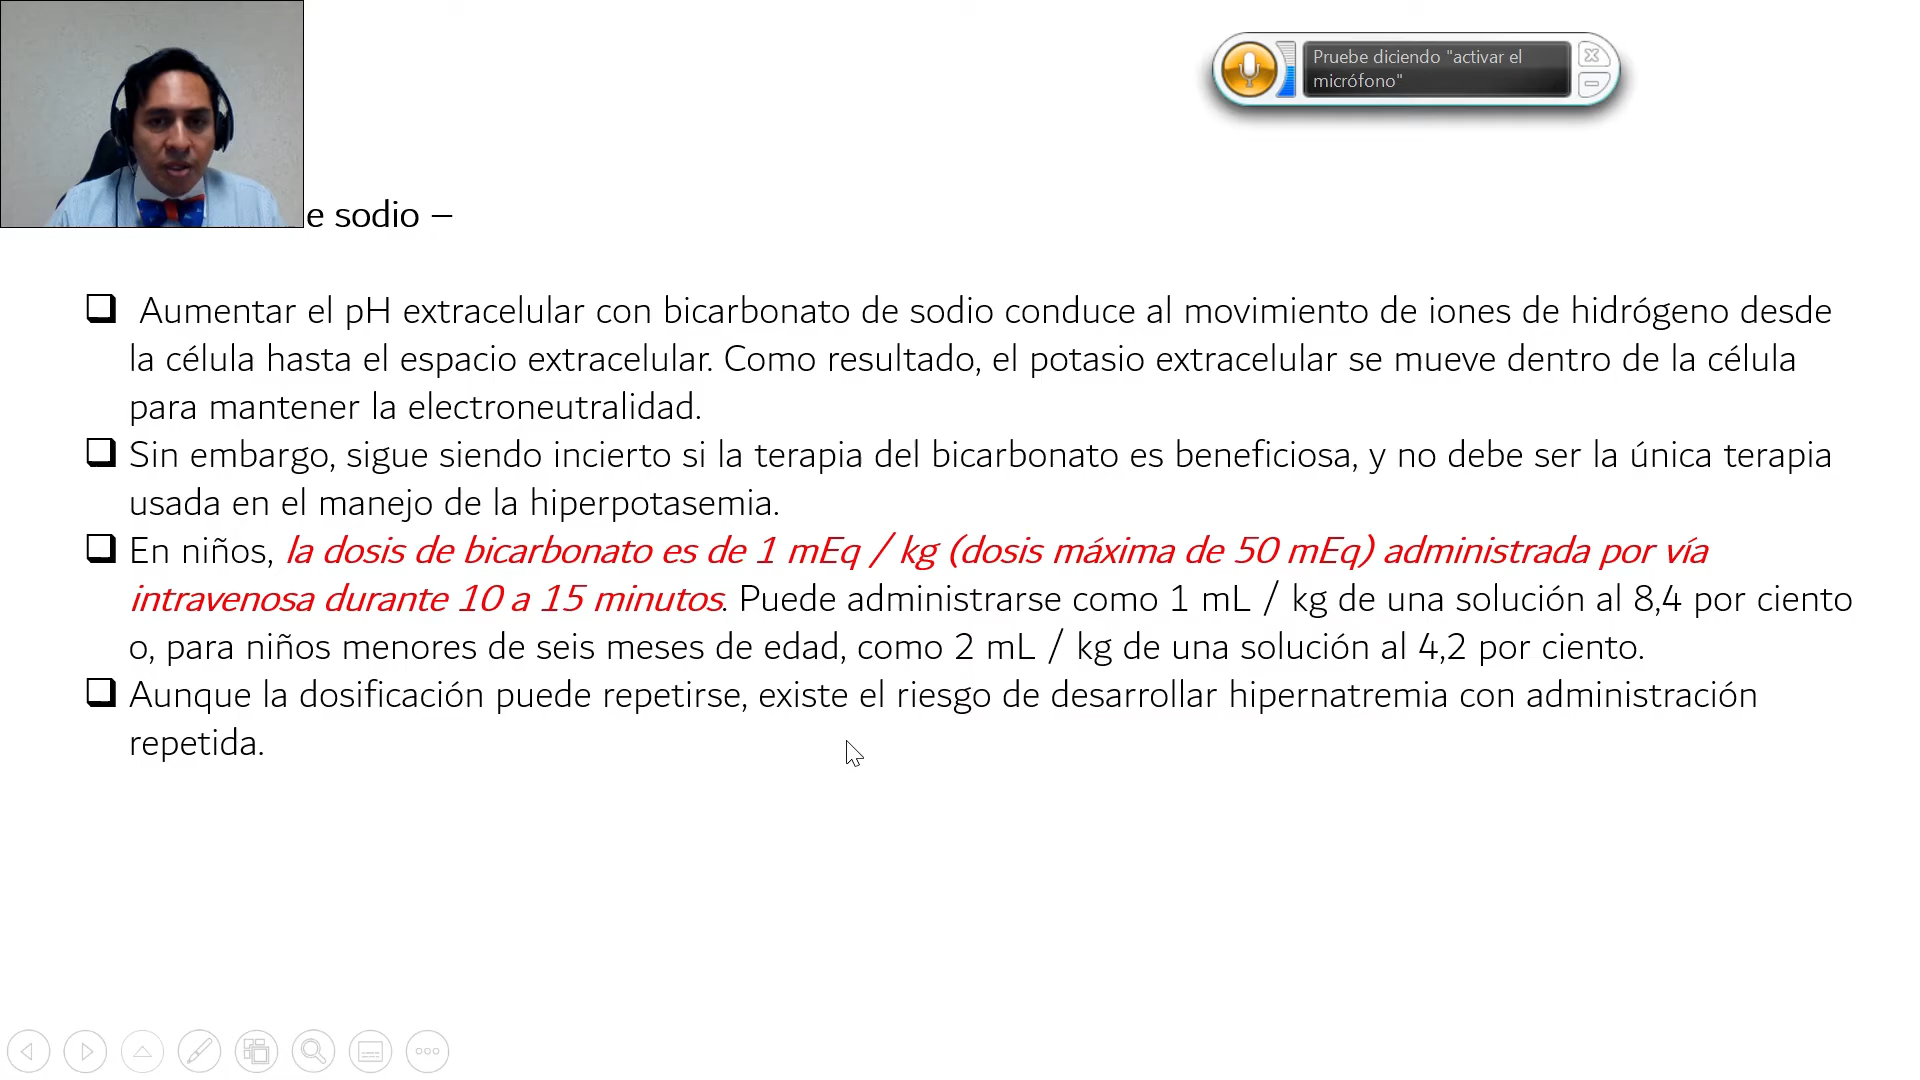 Pruebe diciendo "activar el
micrófono"
e sodio –
Aumentar el pH extracelular con bicarbonato de sodio conduce al movimiento de iones de hidrógeno desde
la célula hasta el espacio extracelular. Como resultado, el potasio extracelular se mueve dentro de la célula
para mantener la electroneutralidad.
Sin embargo, sigue siendo incierto si la terapia del bicarbonato es beneficiosa, y no debe ser la única terapia
usada en el manejo de la hiperpotasemia.
En niños, la dosis de bicarbonato es de 1 mEq / kg (dosis máxima de 50 mEq) administrada por vía
intravenosa durante 10 a 15 minutos. Puede administrarse como 1 mL / kg de una solución al 8,4 por ciento
o, para niños menores de seis meses de edad, como 2 mL / kg de una solución al 4,2 por ciento.
Aunque la dosificación puede repetirse, existe el riesgo de desarrollar hipernatremia con administración
repetida.